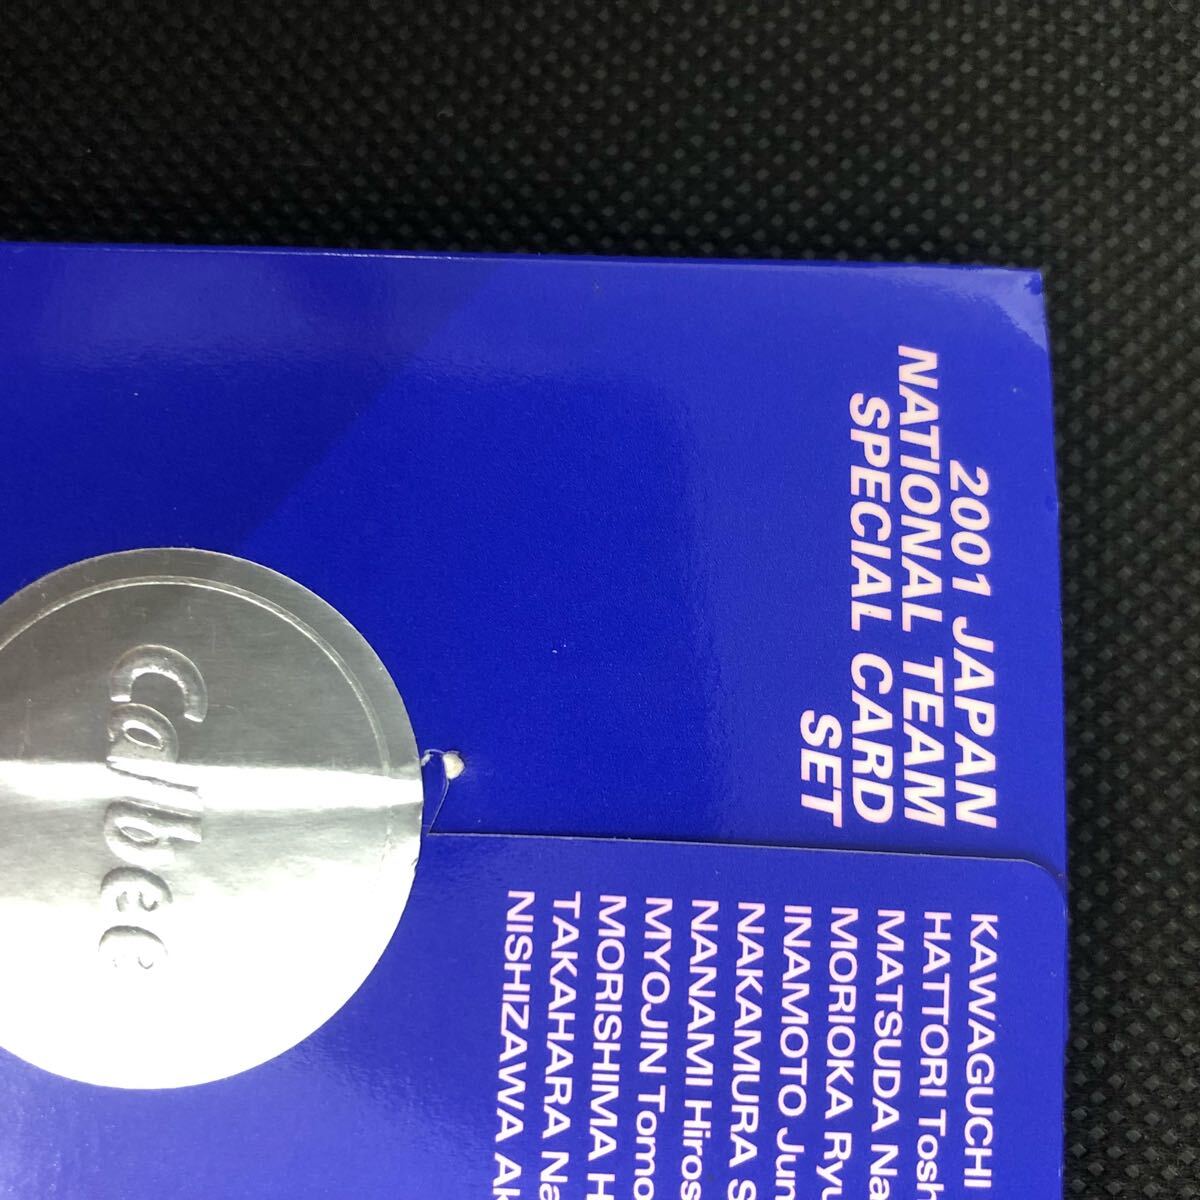 2001 JAPAN
NATIONAL TEAM
SPECIAL CARD
SET
KAWAGUCHI
HATTORI Tosh
MATSUDA Na
MORIOKA Ryu
INAMOTO Jun
NAKAMURA S
NANAMI Hiros
MYOJIN Tomo
MORISHIMA H
TAKAHARA Na
NISHIZAWA Ak
Calbee